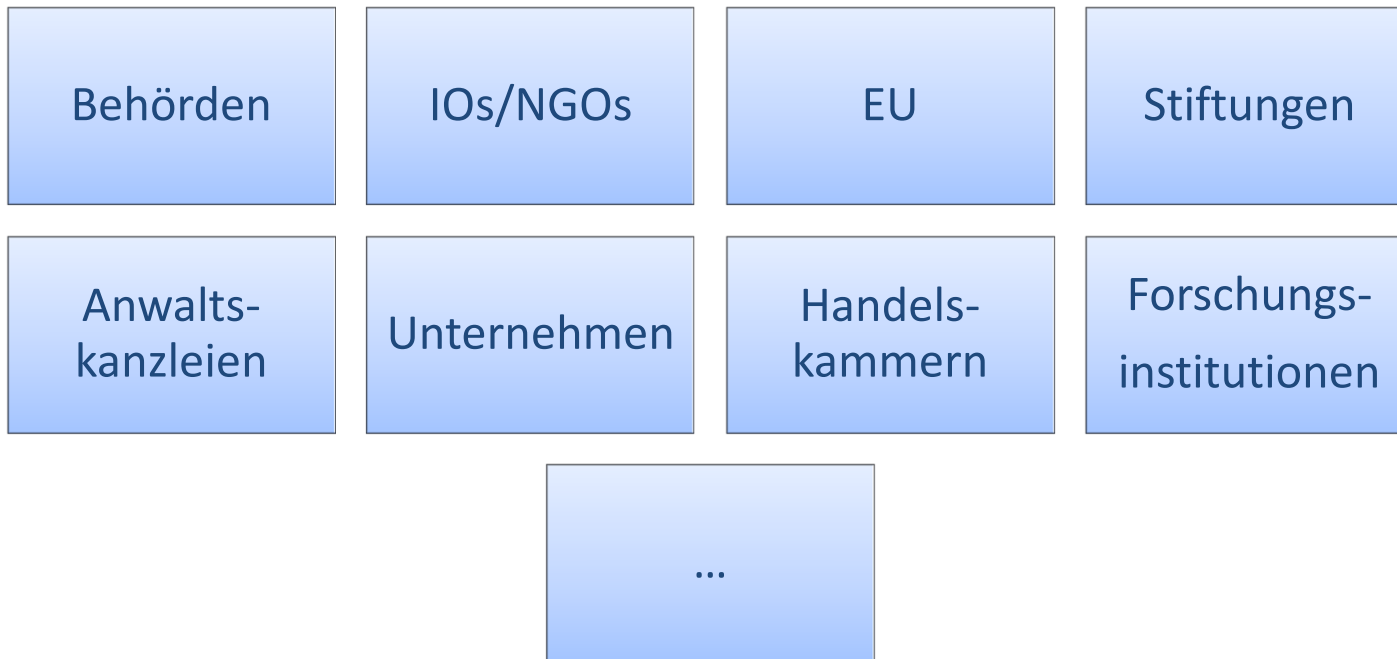 Behörden
IOs/NGOs
EU
Stiftungen
Anwalts-
kanzleien
Unternehmen
Handels-
kammern
Forschungs-
institutionen
...